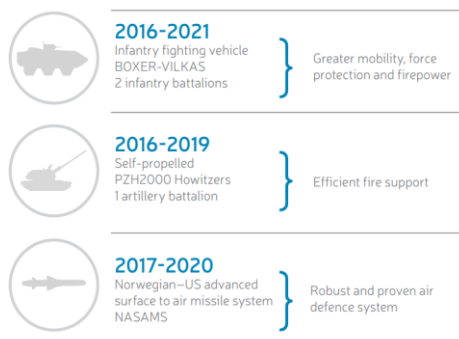 2016-2021
Infantry fighting vehicle
BOXER-VILKAS
2 infantry battalions
Greater mobility, force
protection and firepower
2016-2019
Self-propelled
PZH2000 Howitzers
1 artillery battalion
Efficient fire support
2017-2020
Norwegian–US advanced
surface to air missile system
NASAMS
Robust and proven air
defence system